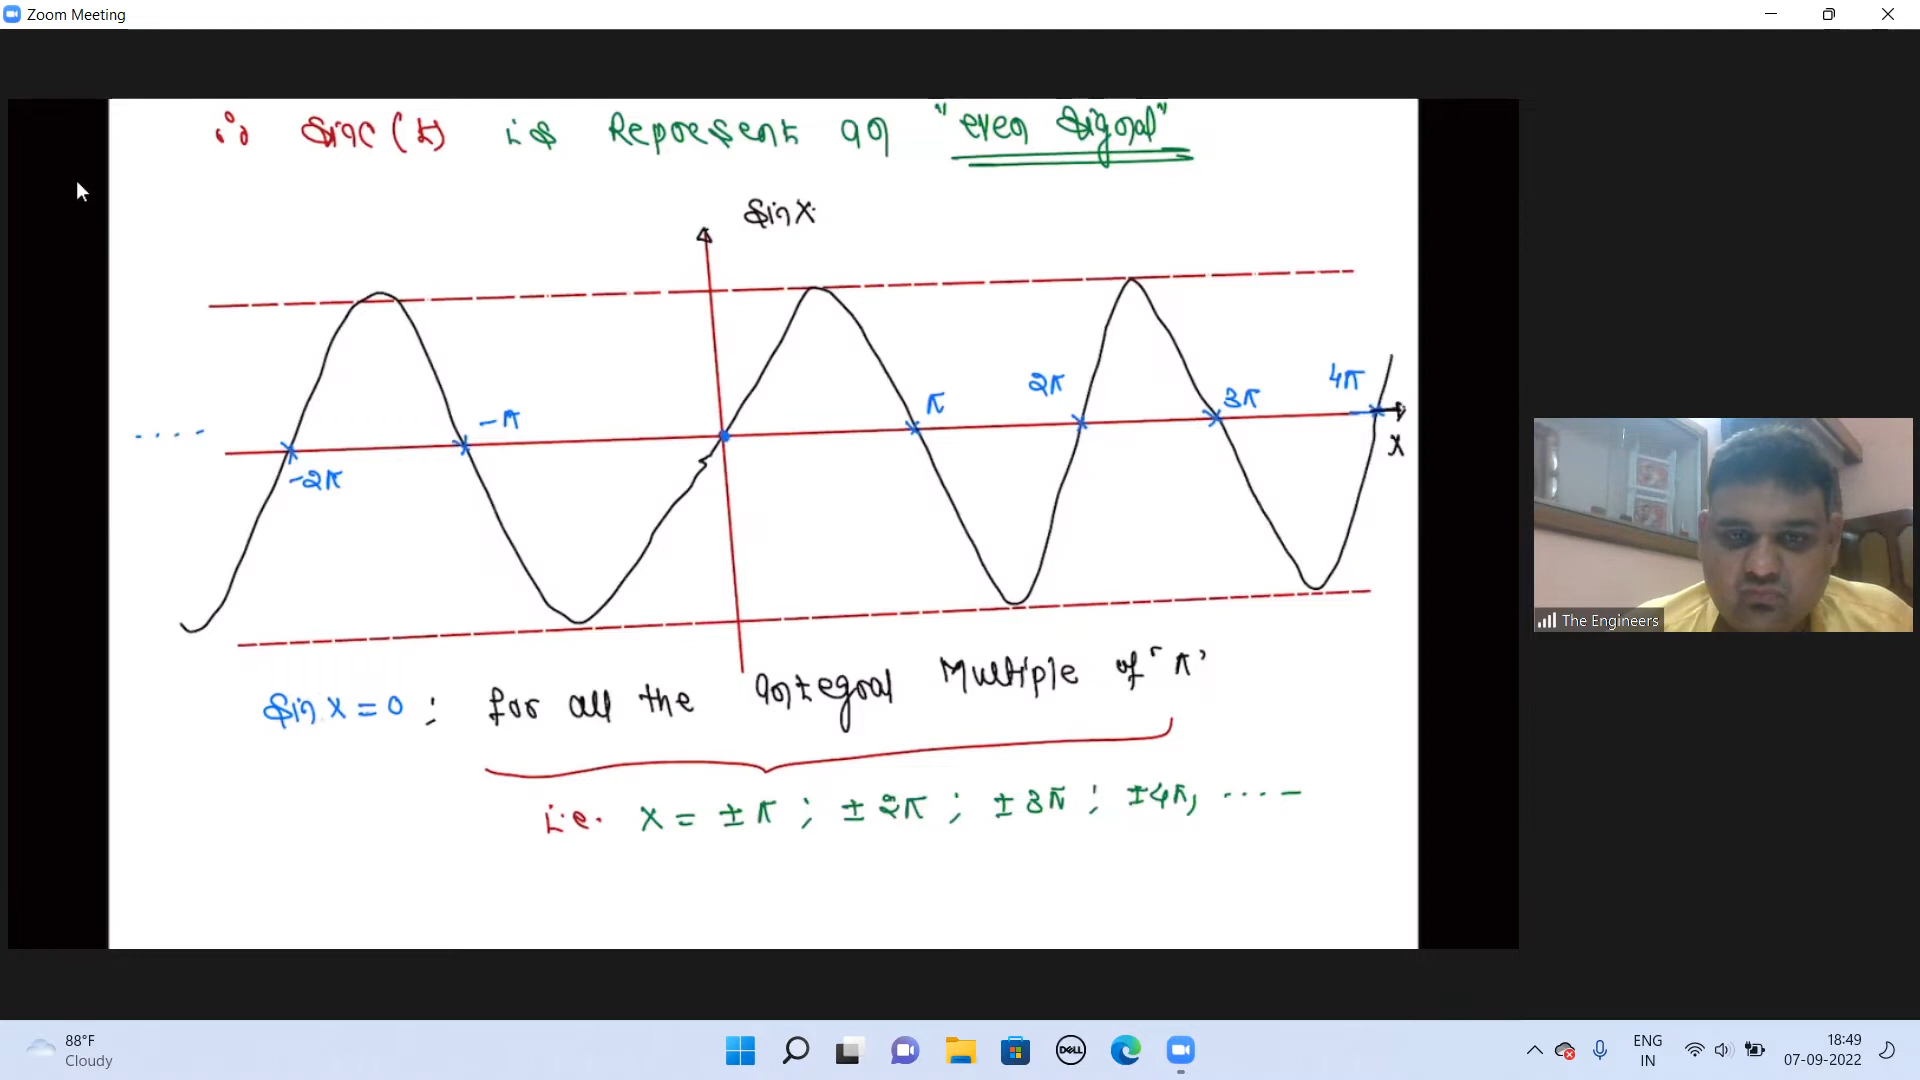 Zoom Meeting
∴ Sinc(t) is Represent an "even Signal"
Sin x
-2π -π π 2π 3π 4π
x
Sin x = 0 : for all the Integral Multiple of 'π'
i.e. x = ±π ; ±2π ; ±3π ; ±4π, ....
The Engineers
88°F
Cloudy
DELL
ENG
IN
18:49
07-09-2022